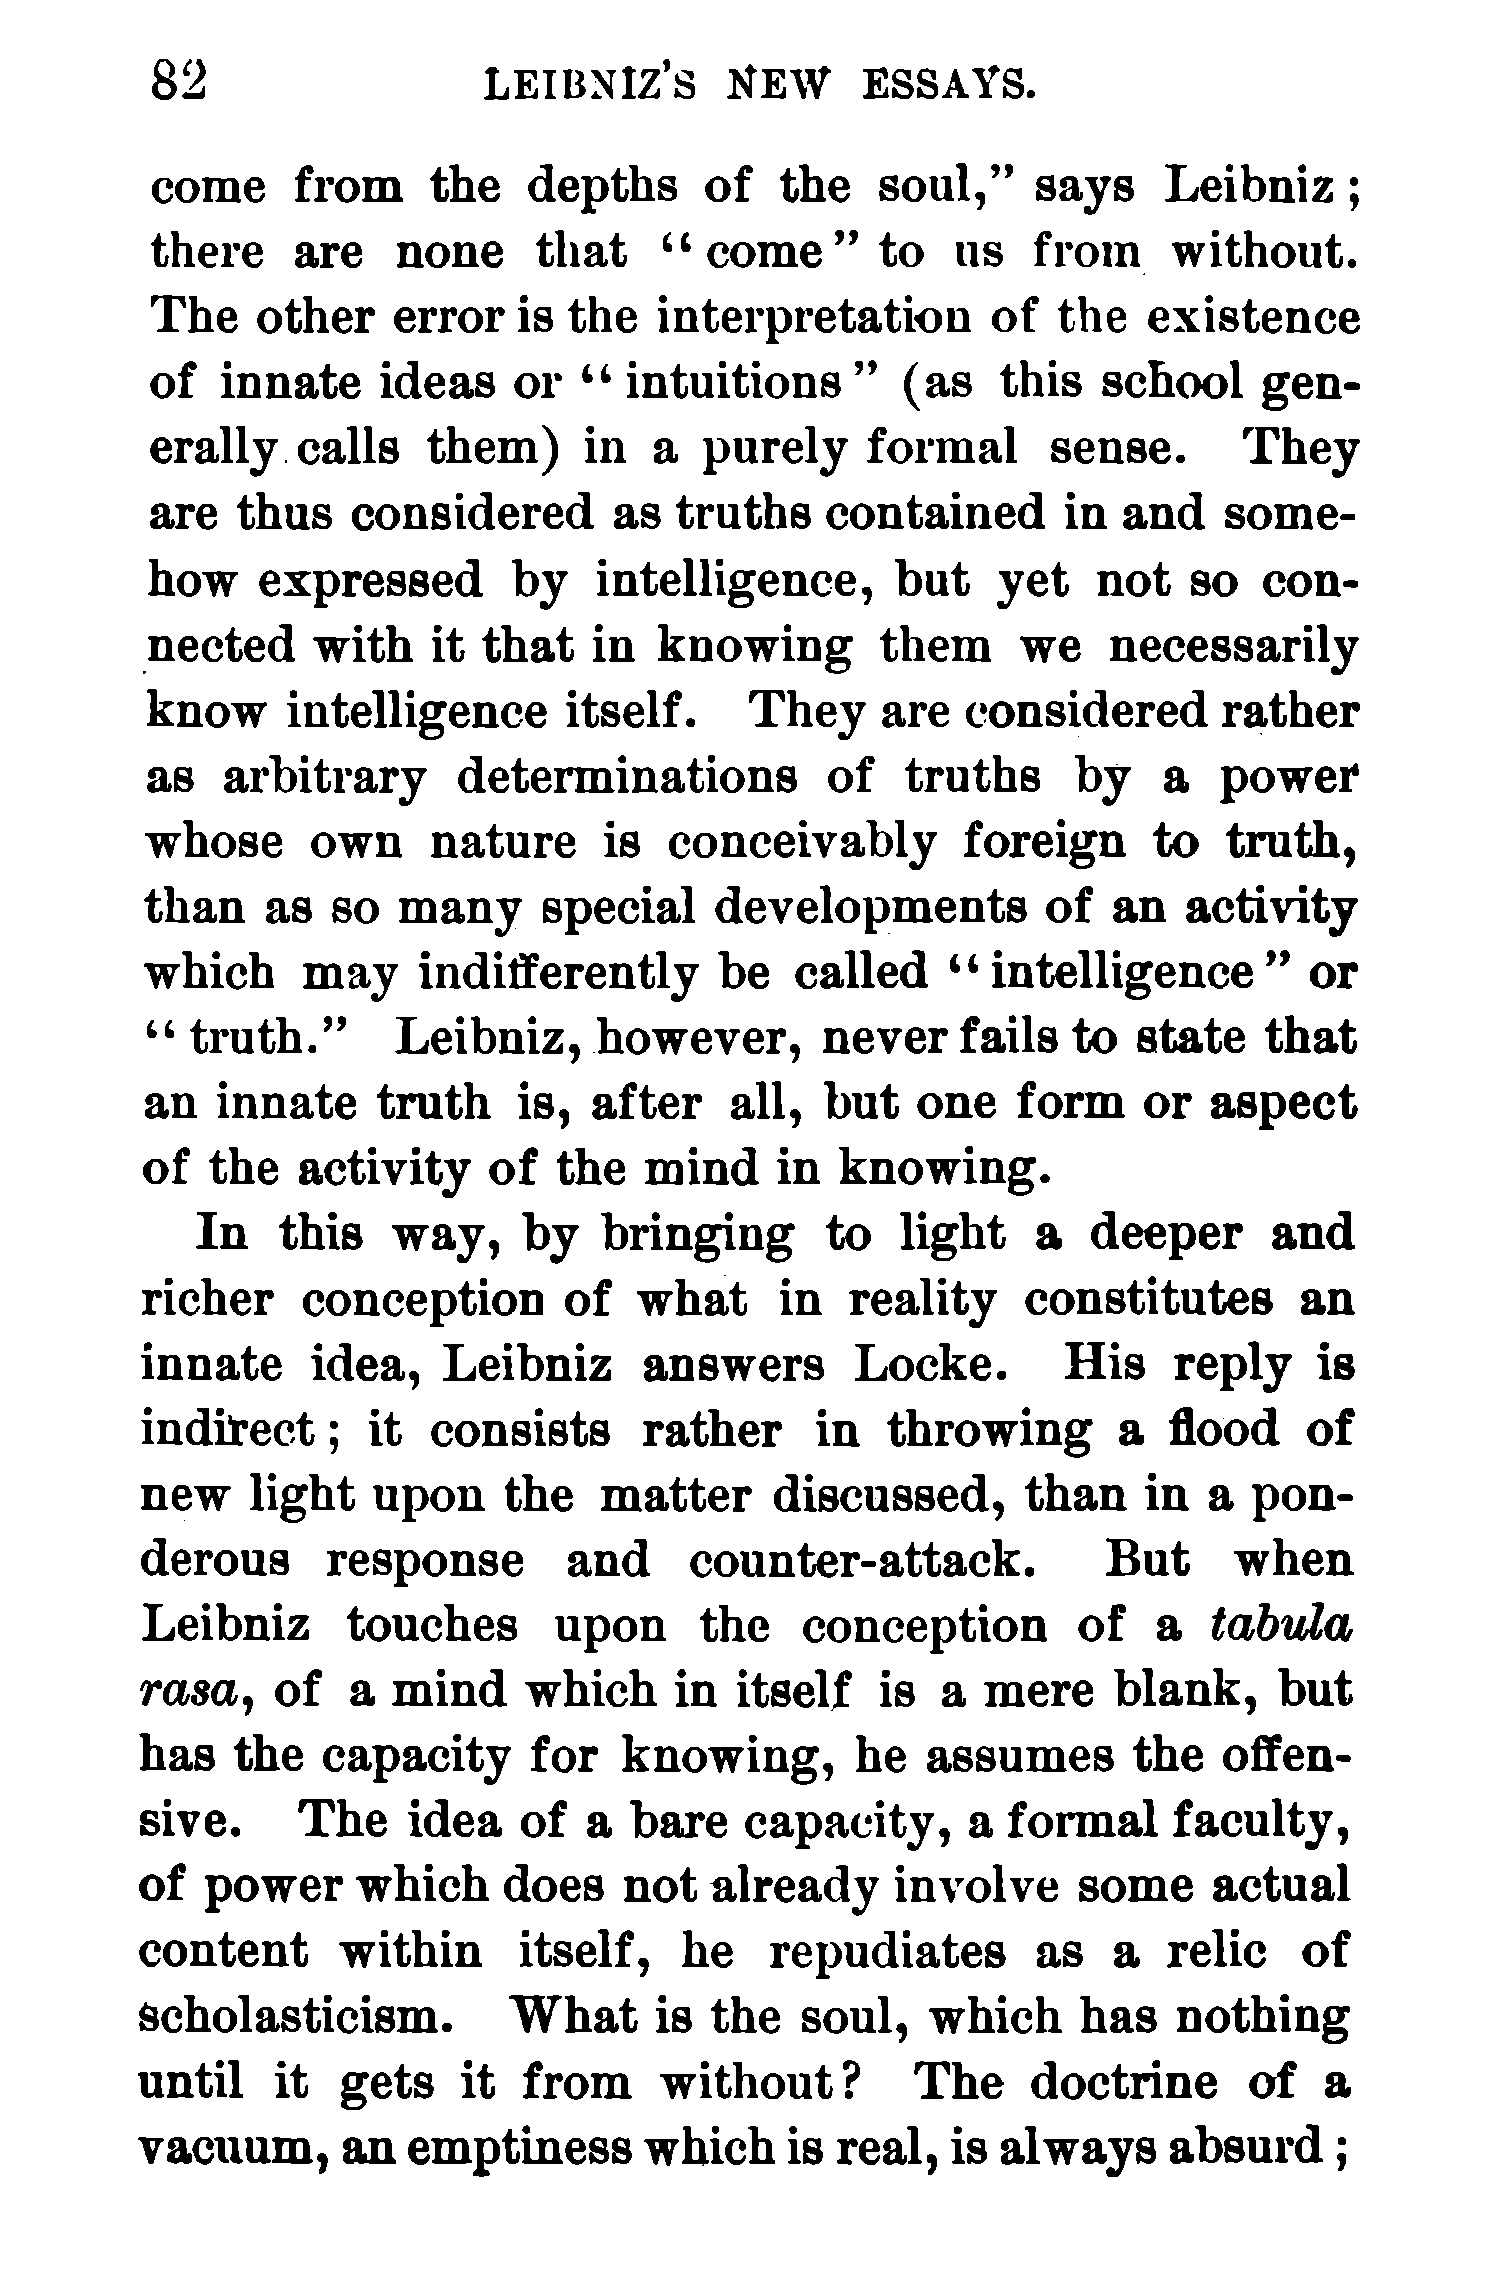 82 LEIBNIZ'S NEW ESSAYS.
come from the depths of the soul,” says Leibniz ;
there are none that “ come ” to us from without.
The other error is the interpretation of the existence
of innate ideas or “ intuitions ” (as this school gen-
erally calls them) in a purely formal sense. They
are thus considered as truths contained in and some-
how expressed by intelligence, but yet not so con-
nected with it that in knowing them we necessarily
know intelligence itself. They are considered rather
as arbitrary determinations of truths by a power
whose own nature is conceivably foreign to truth,
than as so many special developments of an activity
which may indifferently be called “ intelligence ” or
“ truth.” Leibniz, however, never fails to state that
an innate truth is, after all, but one form or aspect
of the activity of the mind in knowing.
In this way, by bringing to light a deeper and
richer conception of what in reality constitutes an
innate idea, Leibniz answers Locke. His reply is
indirect ; it consists rather in throwing a flood of
new light upon the matter discussed, than in a pon-
derous response and counter-attack. But when
Leibniz touches upon the conception of a tabula
rasa, of a mind which in itself is a mere blank, but
has the capacity for knowing, he assumes the offen-
sive. The idea of a bare capacity, a formal faculty,
of power which does not already involve some actual
content within itself, he repudiates as a relic of
scholasticism. What is the soul, which has nothing
until it gets it from without? The doctrine of a
vacuum, an emptiness which is real, is always absurd ;